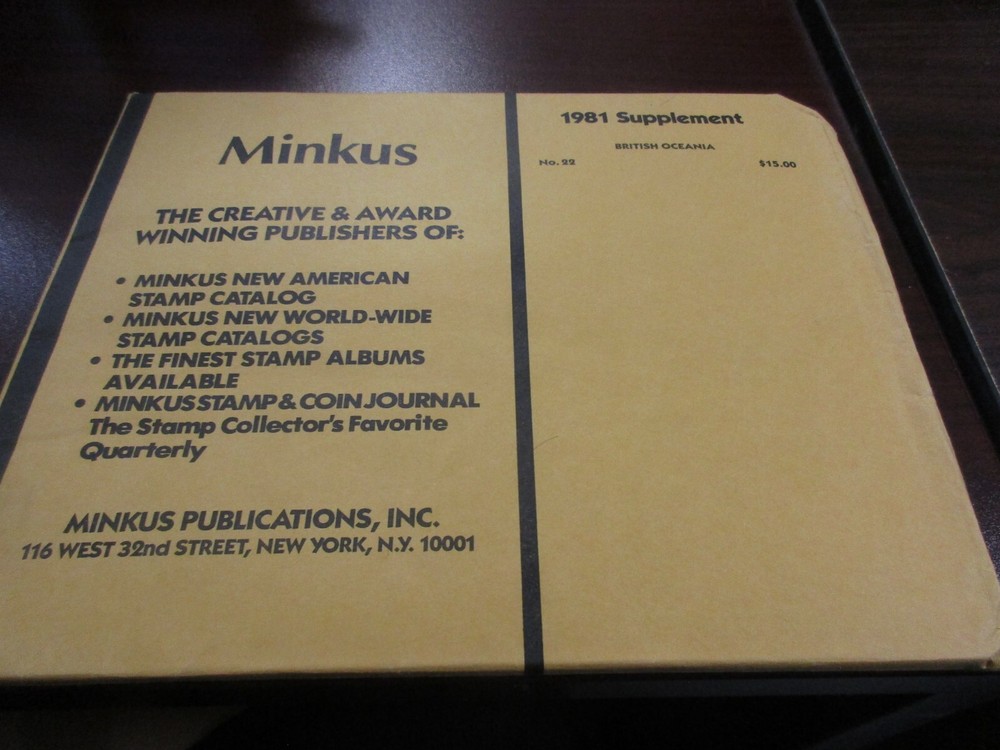 Minkus
THE CREATIVE & AWARD
WINNING PUBLISHERS OF:
• MINKUS NEW AMERICAN
STAMP CATALOG
• MINKUS NEW WORLD-WIDE
STAMP CATALOGS
• THE FINEST STAMP ALBUMS
AVAILABLE
• MINKUS STAMP & COIN JOURNAL
The Stamp Collector's Favorite
Quarterly
MINKUS PUBLICATIONS, INC.
116 WEST 32nd STREET, NEW YORK, N.Y. 10001
1981 Supplement
BRITISH OCEANIA
No. 22 $15.00